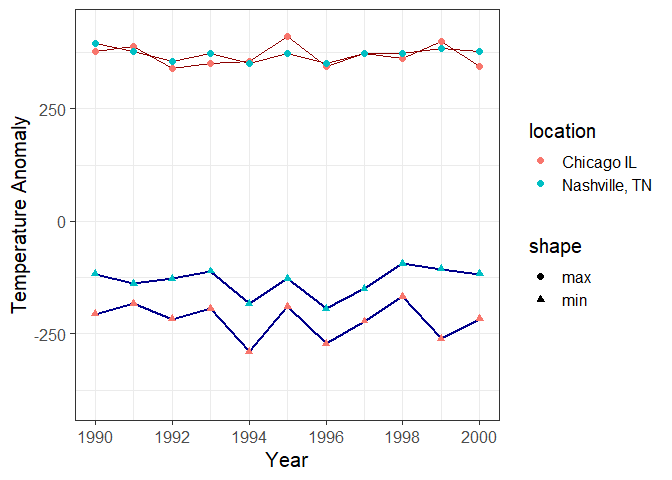 250
0
-250
Temperature Anomaly
1990
1992
1994
1996
1998
2000
Year
location
Chicago IL
Nashville, TN
shape
max
min